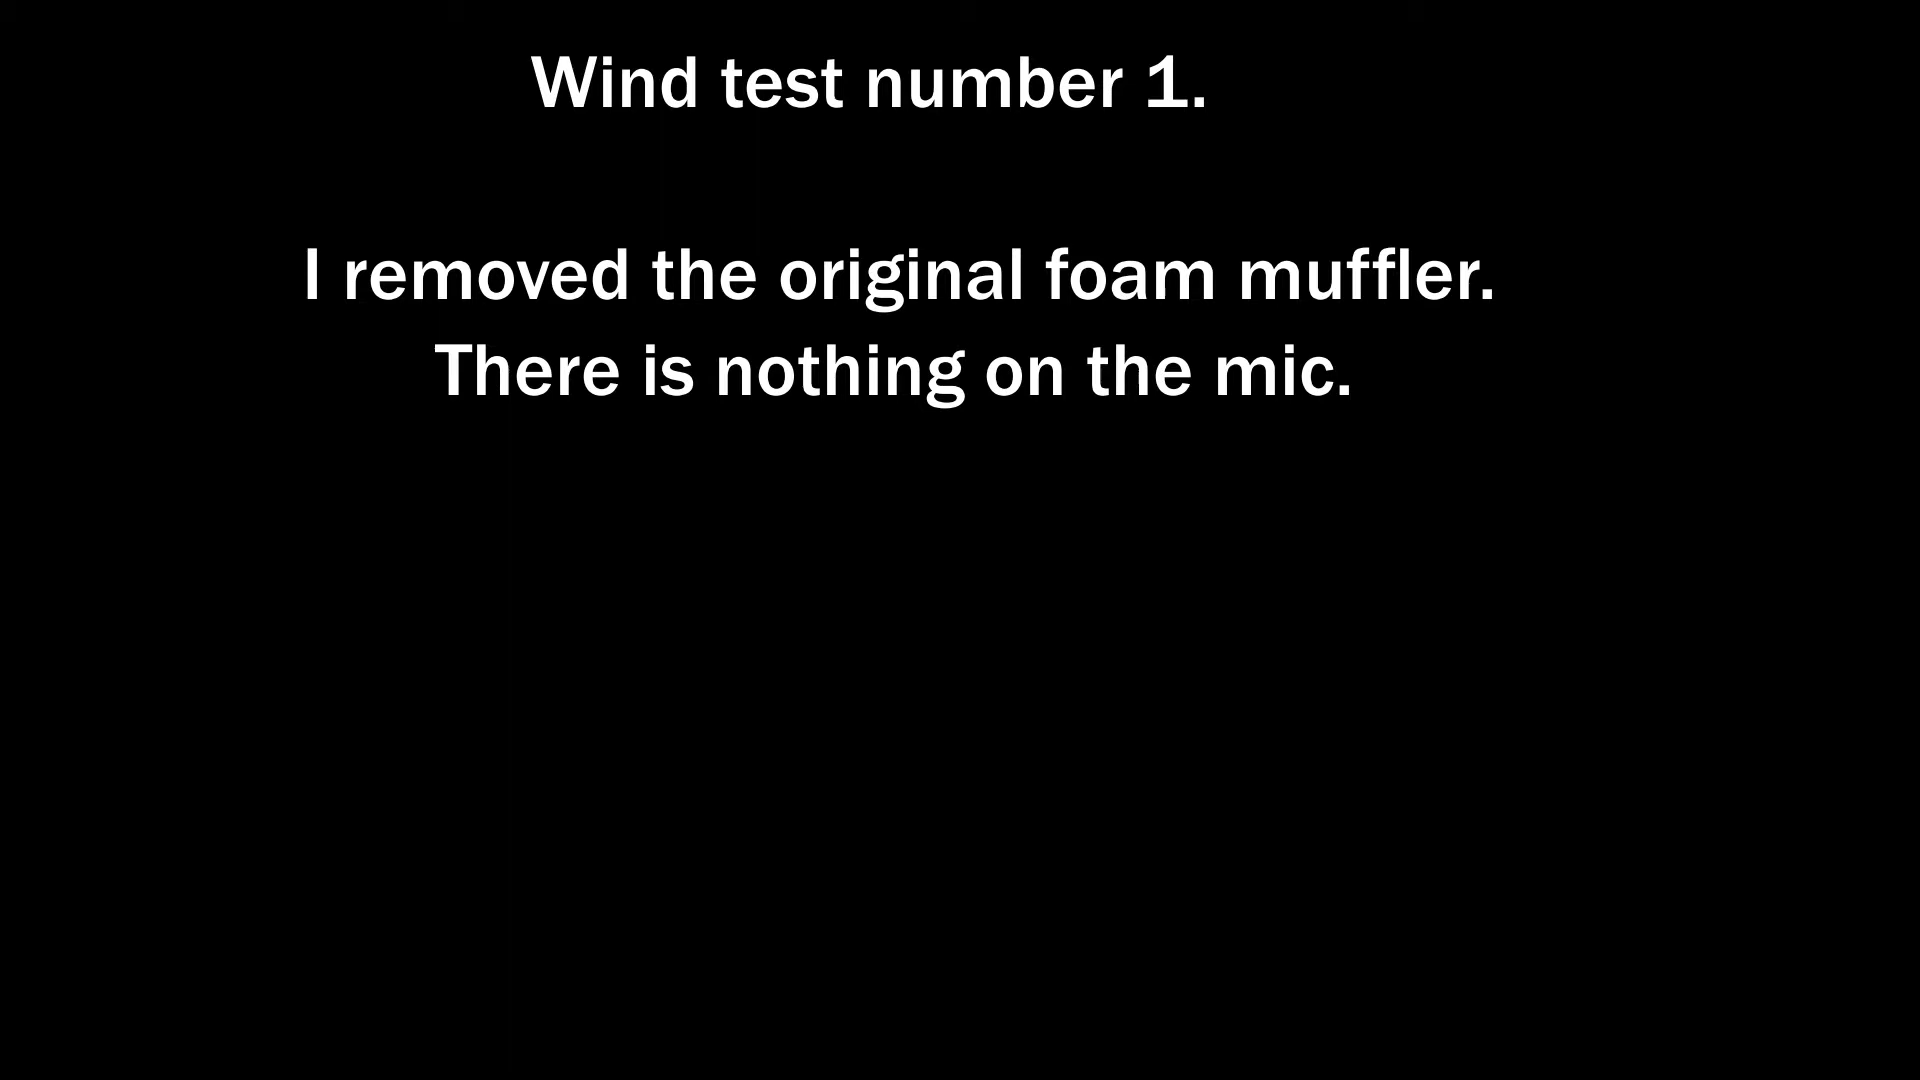 Wind test number 1.
I removed the original foam muffler.
There is nothing on the mic.